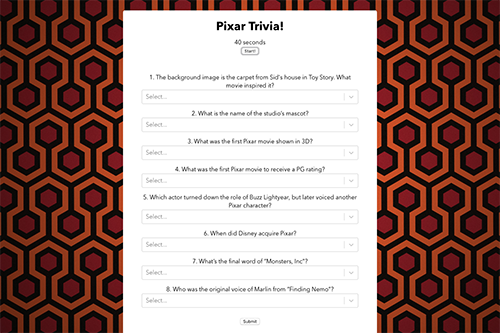 Pixar Trivia!
40 seconds
Start!
1. The background image is the carpet from Sid's house in Toy Story. What
movie inspired it?
Select...
2. What is the name of the studio's mascot?
Select...
3. What was the first Pixar movie shown in 3D?
Select...
4. What was the first Pixar movie to receive a PG rating?
Select...
5. Which actor turned down the role of Buzz Lightyear, but later voiced another
Pixar character?
Select...
6. When did Disney acquire Pixar?
Select...
7. What's the final word of "Monsters, Inc"?
Select...
8. Who was the original voice of Marlin from "Finding Nemo"?
Select...
Submit